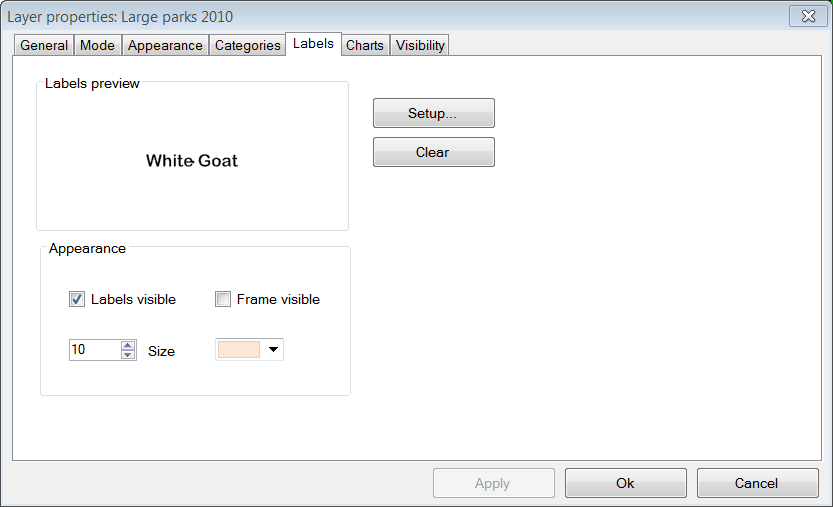 Layer properties: Large parks 2010
General Mode Appearance Categories Labels Charts Visibility
Labels preview
White Goat
Setup...
Clear
Appearance
Labels visible Frame visible
10 Size
Apply Ok Cancel